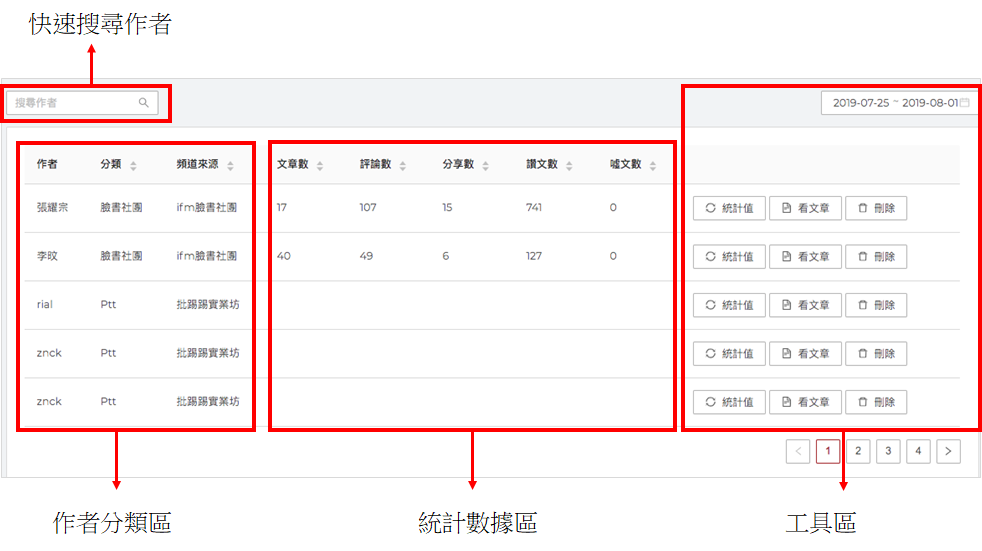 快速搜尋作者
搜尋作者
2019-07-25 ~ 2019-08-01
作者 分類 頻道來源 文章數 評論數 分享數 讚文數 噓文數
張耀宗 臉書社團 ifm臉書社團 17 107 15 741 0 統計值 看文章 刪除
李旼 臉書社團 ifm臉書社團 40 49 6 127 0 統計值 看文章 刪除
rial Ptt 批踢踢實業坊 統計值 看文章 刪除
znck Ptt 批踢踢實業坊 統計值 看文章 刪除
znck Ptt 批踢踢實業坊 統計值 看文章 刪除
< 1 2 3 4 >
作者分類區 統計數據區 工具區